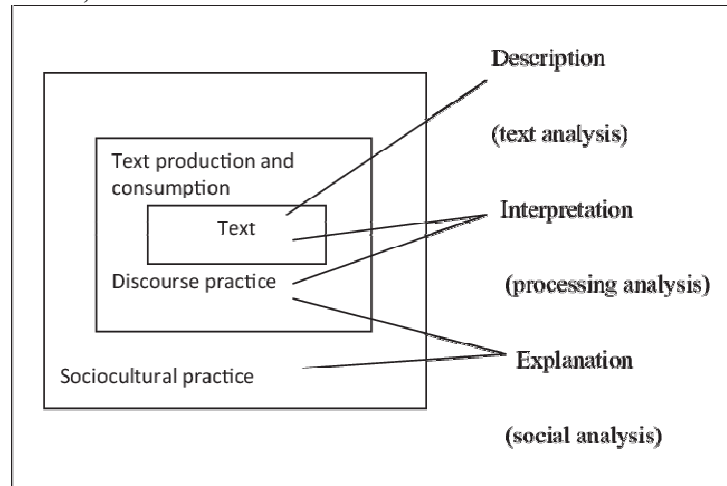 Description
(text analysis)
Text production and
consumption
Text
Interpretation
Discourse practice
(processing analysis)
Explanation
Sociocultural practice
(social analysis)